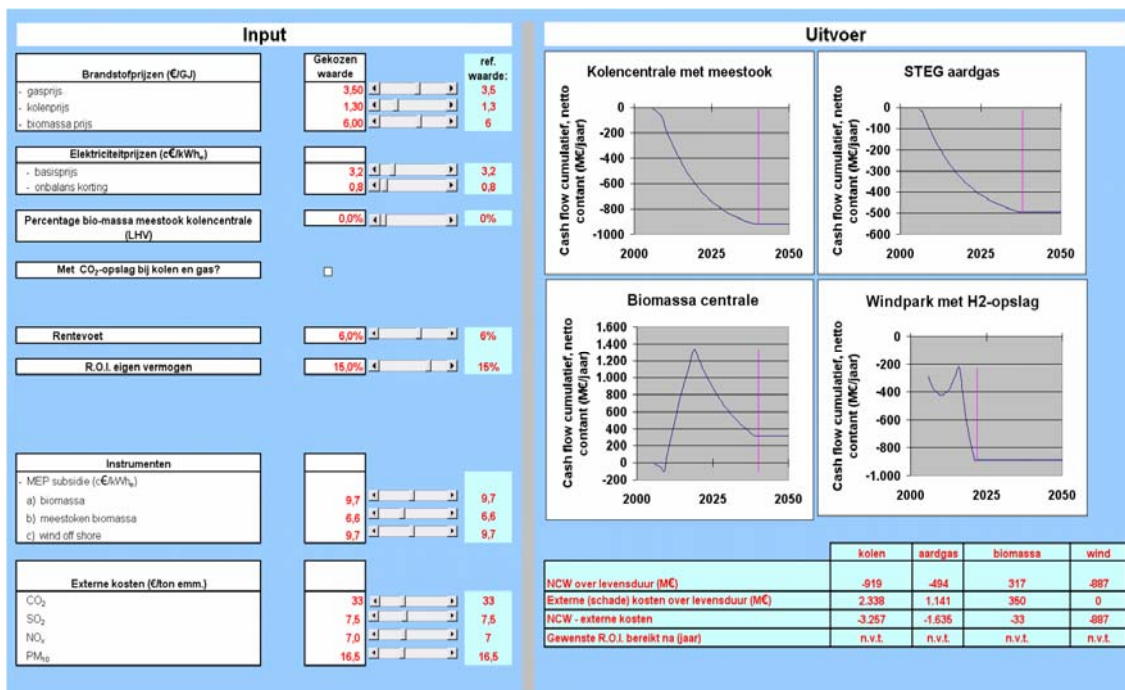 Input
Brandstofprijzen (€/GJ)
Gekozen waarde
ref. waarde:
- gasprijs 3,50 3,5
- kolenprijs 1,30 1,3
- biomassa prijs 6,00 6
Elektriciteitprijzen (c€/kWhe)
- basisprijs 3,2 3,2
- onbalans korting 0,8 0,8
Percentage bio-massa meestook kolencentrale (LHV) 0,0% 0%
Met CO2-opslag bij kolen en gas?
Rentevoet 6,0% 6%
R.O.I. eigen vermogen 15,0% 15%
Instrumenten
- MEP subsidie (c€/kWhe)
a) biomassa 9,7 9,7
b) meestoken biomassa 6,6 6,6
c) wind off shore 9,7 9,7
Externe kosten (€/ton emm.)
CO2 33 33
SO2 7,5 7,5
NOx 7,0 7
PM10 16,5 16,5
Uitvoer
Kolencentrale met meestook
Cash flow cumulatief, netto contant (M€/jaar)
0
-200
-400
-600
-800
-1000
2000 2025 2050
STEG aardgas
Cash flow cumulatief, netto contant (M€/jaar)
0
-100
-200
-300
-400
-500
-600
2000 2025 2050
Biomassa centrale
Cash flow cumulatief, netto contant (M€/jaar)
1.600
1.400
1.200
1.000
800
600
400
200
0
-200
2000 2025 2050
Windpark met H2-opslag
Cash flow cumulatief, netto contant (M€/jaar)
0
-200
-400
-600
-800
-1.000
2000 2025 2050
kolen aardgas biomassa wind
NCW over levensduur (M€) -919 -494 317 -887
Externe (schade) kosten over levensduur (M€) 2.338 1.141 350 0
NCW - externe kosten -3.257 -1.635 -33 -887
Gewenste R.O.I. bereikt na (jaar) n.v.t. n.v.t. n.v.t. n.v.t.